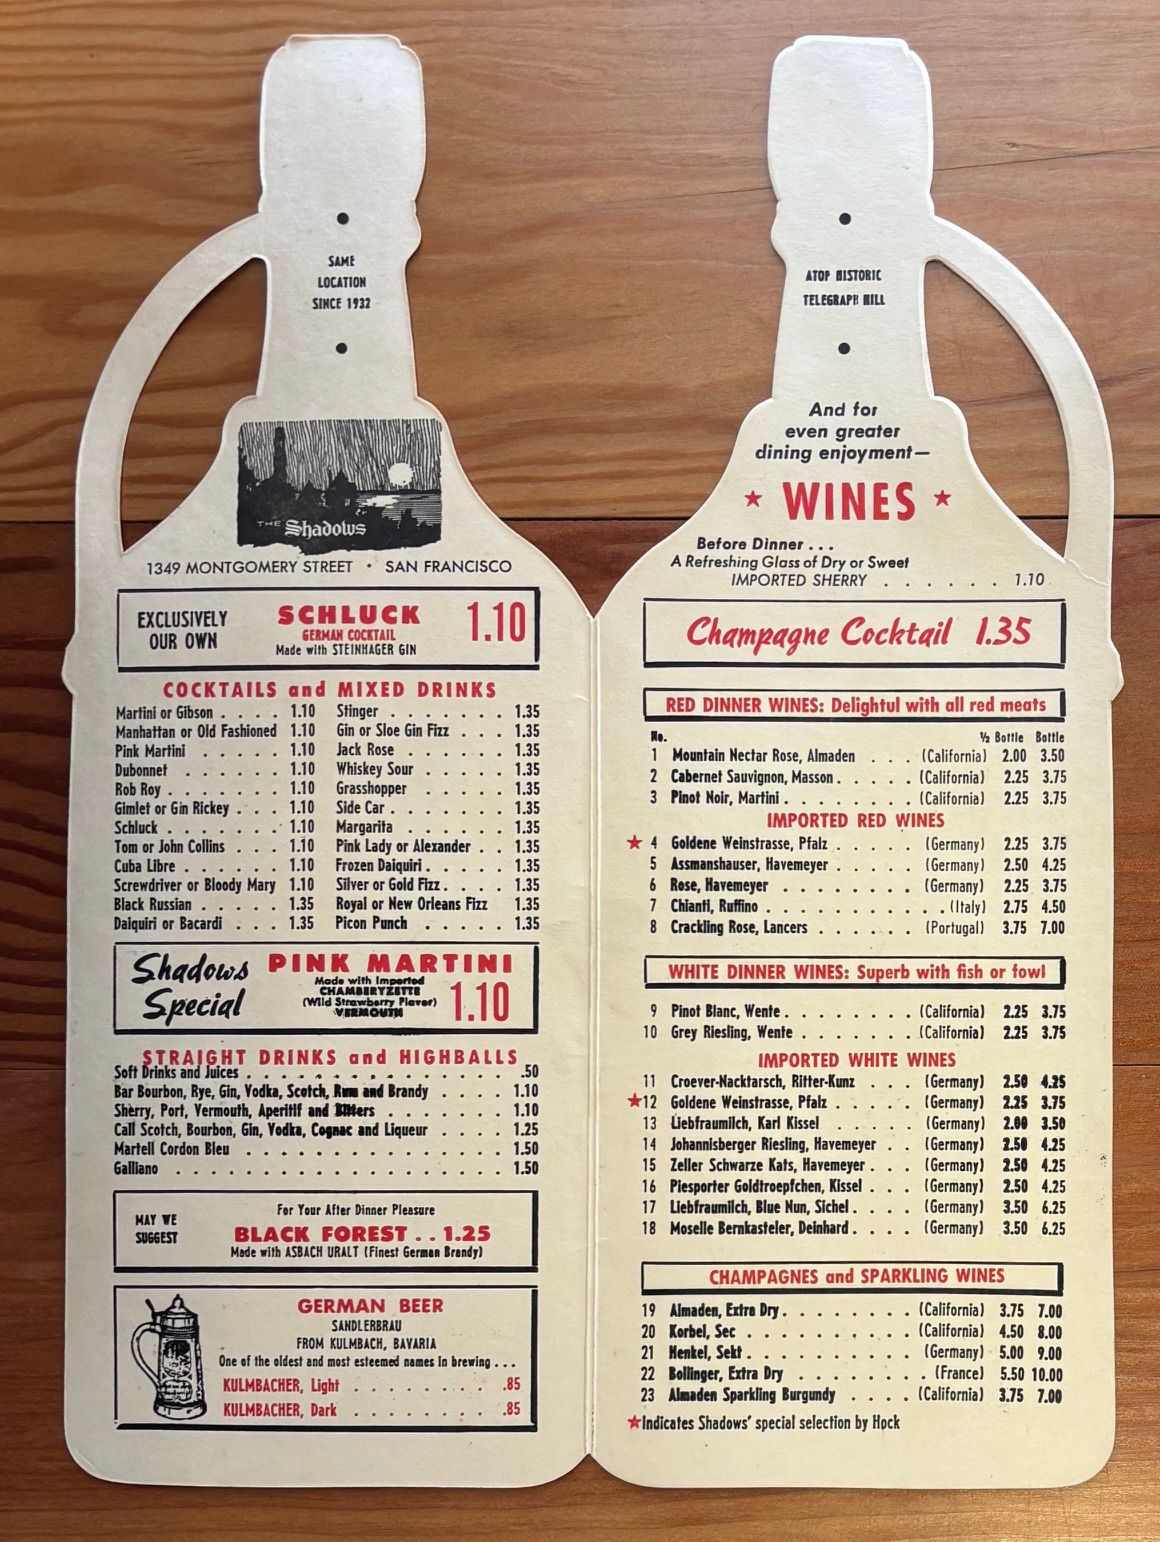 SAME
LOCATION
SINCE 1932
THE Shadows
1349 MONTGOMERY STREET • SAN FRANCISCO
EXCLUSIVELY
OUR OWN
SCHLUCK
GERMAN COCKTAIL
Made with STEINHAGER GIN
1.10
COCKTAILS and MIXED DRINKS
Martini or Gibson . . . . 1.10
Manhattan or Old Fashioned 1.10
Pink Martini . . . . . 1.10
Dubonnet . . . . . . 1.10
Rob Roy . . . . . . . 1.10
Gimlet or Gin Rickey . . . 1.10
Schluck . . . . . . . 1.10
Tom or John Collins . . . 1.10
Cuba Libre . . . . . . 1.10
Screwdriver or Bloody Mary 1.10
Black Russian . . . . . 1.35
Daiquiri or Bacardi . . . 1.35
Stinger . . . . . . . 1.35
Gin or Sloe Gin Fizz . . . 1.35
Jack Rose . . . . . . 1.35
Whiskey Sour . . . . . 1.35
Grasshopper . . . . . 1.35
Side Car . . . . . . . 1.35
Margarita . . . . . . 1.35
Pink Lady or Alexander . . 1.35
Frozen Daiquiri . . . . . 1.35
Silver or Gold Fizz . . . . 1.35
Royal or New Orleans Fizz 1.35
Picon Punch . . . . . 1.35
Shadows
Special
PINK MARTINI
Made with Imported
CHAMBERYZETTE
(Wild Strawberry Flavor)
VERMOUTH
1.10
STRAIGHT DRINKS and HIGHBALLS
Soft Drinks and Juices . . . . . . . . . . . . . . . .50
Bar Bourbon, Rye, Gin, Vodka, Scotch, Rum and Brandy . . . . 1.10
Sherry, Port, Vermouth, Aperitif and Bitters . . . . . . 1.10
Call Scotch, Bourbon, Gin, Vodka, Cognac and Liqueur . . . . 1.25
Martell Cordon Bleu . . . . . . . . . . . . . . 1.50
Galliano . . . . . . . . . . . . . . . . . . 1.50
MAY WE
SUGGEST
For Your After Dinner Pleasure
BLACK FOREST . . 1.25
Made with ASBACH URALT (Finest German Brandy)
GERMAN BEER
SANDLERBRAU
FROM KULMBACH, BAVARIA
One of the oldest and most esteemed names in brewing . . .
KULMBACHER, Light . . . . . . . . .85
KULMBACHER, Dark . . . . . . . . .85
ATOP HISTORIC
TELEGRAPH HILL
And for
even greater
dining enjoyment—
★ WINES ★
Before Dinner . . .
A Refreshing Glass of Dry or Sweet
IMPORTED SHERRY . . . . . . 1.10
Champagne Cocktail 1.35
RED DINNER WINES: Delightul with all red meats
No. ½ Bottle Bottle
1 Mountain Nectar Rose, Almaden . . . (California) 2.00 3.50
2 Cabernet Sauvignon, Masson . . . . . (California) 2.25 3.75
3 Pinot Noir, Martini . . . . . . . . (California) 2.25 3.75
IMPORTED RED WINES
★ 4 Goldene Weinstrasse, Pfalz . . . . . (Germany) 2.25 3.75
5 Assmanshauser, Havemeyer . . . . . (Germany) 2.50 4.25
6 Rose, Havemeyer . . . . . . . . (Germany) 2.25 3.75
7 Chianti, Ruffino . . . . . . . . . . . (Italy) 2.75 4.50
8 Crackling Rose, Lancers . . . . . . (Portugal) 3.75 7.00
WHITE DINNER WINES: Superb with fish or fowl
9 Pinot Blanc, Wente . . . . . . . . (California) 2.25 3.75
10 Grey Riesling, Wente . . . . . . . (California) 2.25 3.75
IMPORTED WHITE WINES
11 Croever-Nacktarsch, Ritter-Kunz . . . (Germany) 2.50 4.25
★12 Goldene Weinstrasse, Pfalz . . . . . (Germany) 2.25 3.75
13 Liebfraumilch, Karl Kissel . . . . . (Germany) 2.00 3.50
14 Johannisberger Riesling, Havemeyer . . (Germany) 2.50 4.25
15 Zeller Schwarze Kats, Havemeyer . . . (Germany) 2.50 4.25
16 Piesporter Goldtroepfchen, Kissel . . . (Germany) 2.50 4.25
17 Liebfraumilch, Blue Nun, Sichel . . . . (Germany) 3.50 6.25
18 Moselle Bernkasteler, Deinhard . . . . (Germany) 3.50 6.25
CHAMPAGNES and SPARKLING WINES
19 Almaden, Extra Dry . . . . . . . . (California) 3.75 7.00
20 Korbel, Sec . . . . . . . . . . (California) 4.50 8.00
21 Henkel, Sekt . . . . . . . . . . (Germany) 5.00 9.00
22 Bollinger, Extra Dry . . . . . . . . (France) 5.50 10.00
23 Almaden Sparkling Burgundy . . . . (California) 3.75 7.00
★Indicates Shadows' special selection by Hock